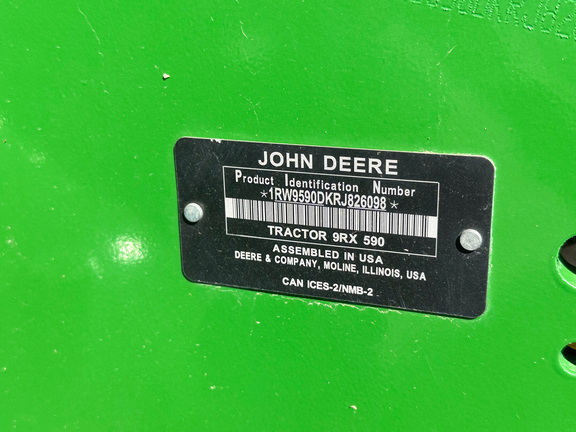 JOHN DEERE
Product Identification Number
*1RW9590DKRJ826098*
TRACTOR 9RX 590
ASSEMBLED IN USA
DEERE & COMPANY, MOLINE, ILLINOIS, USA
CAN ICES-2/NMB-2